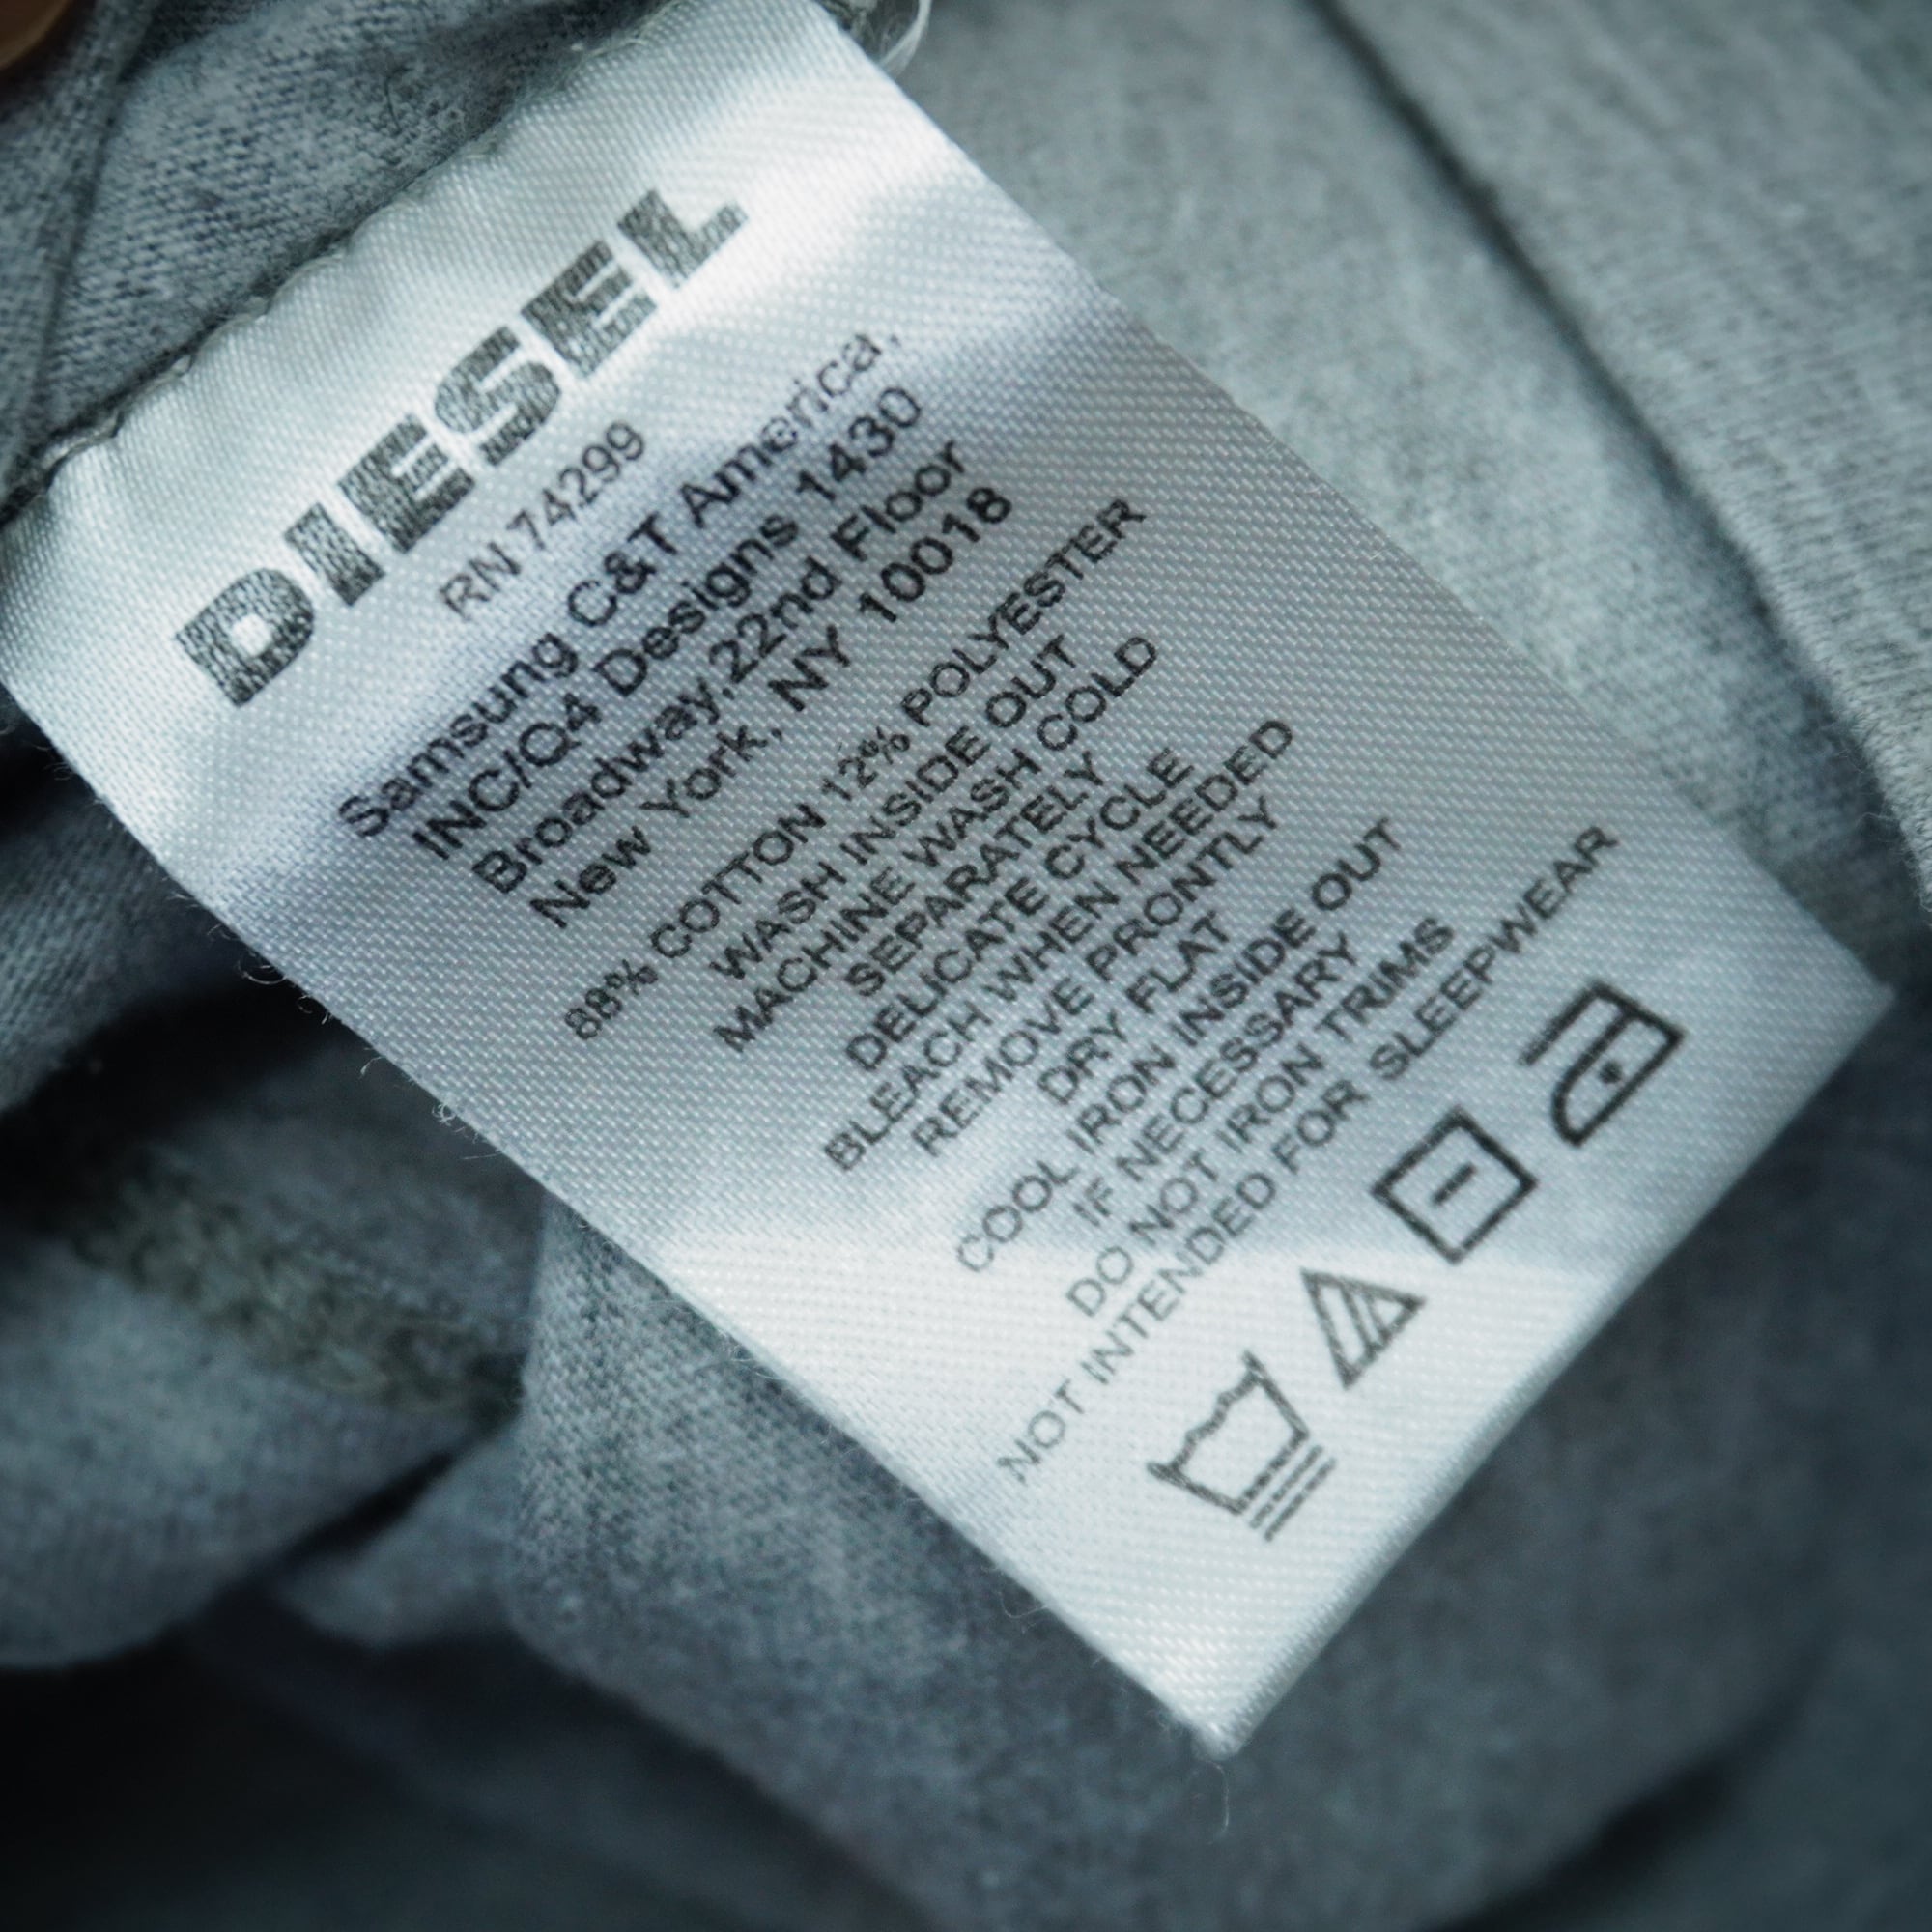 DIESEL
RN 74299
Samsung C&T America,
INC/Q4 Designs 1430
Broadway,22nd Floor
New York, NY 10018
88% COTTON 12% POLYESTER
WASH INSIDE OUT
MACHINE WASH COLD
SEPARATELY
DELICATE CYCLE
BLEACH WHEN NEEDED
REMOVE PRONTLY
DRY FLAT
COOL IRON INSIDE OUT
IF NECESSARY
DO NOT IRON TRIMS
NOT INTENDED FOR SLEEPWEAR